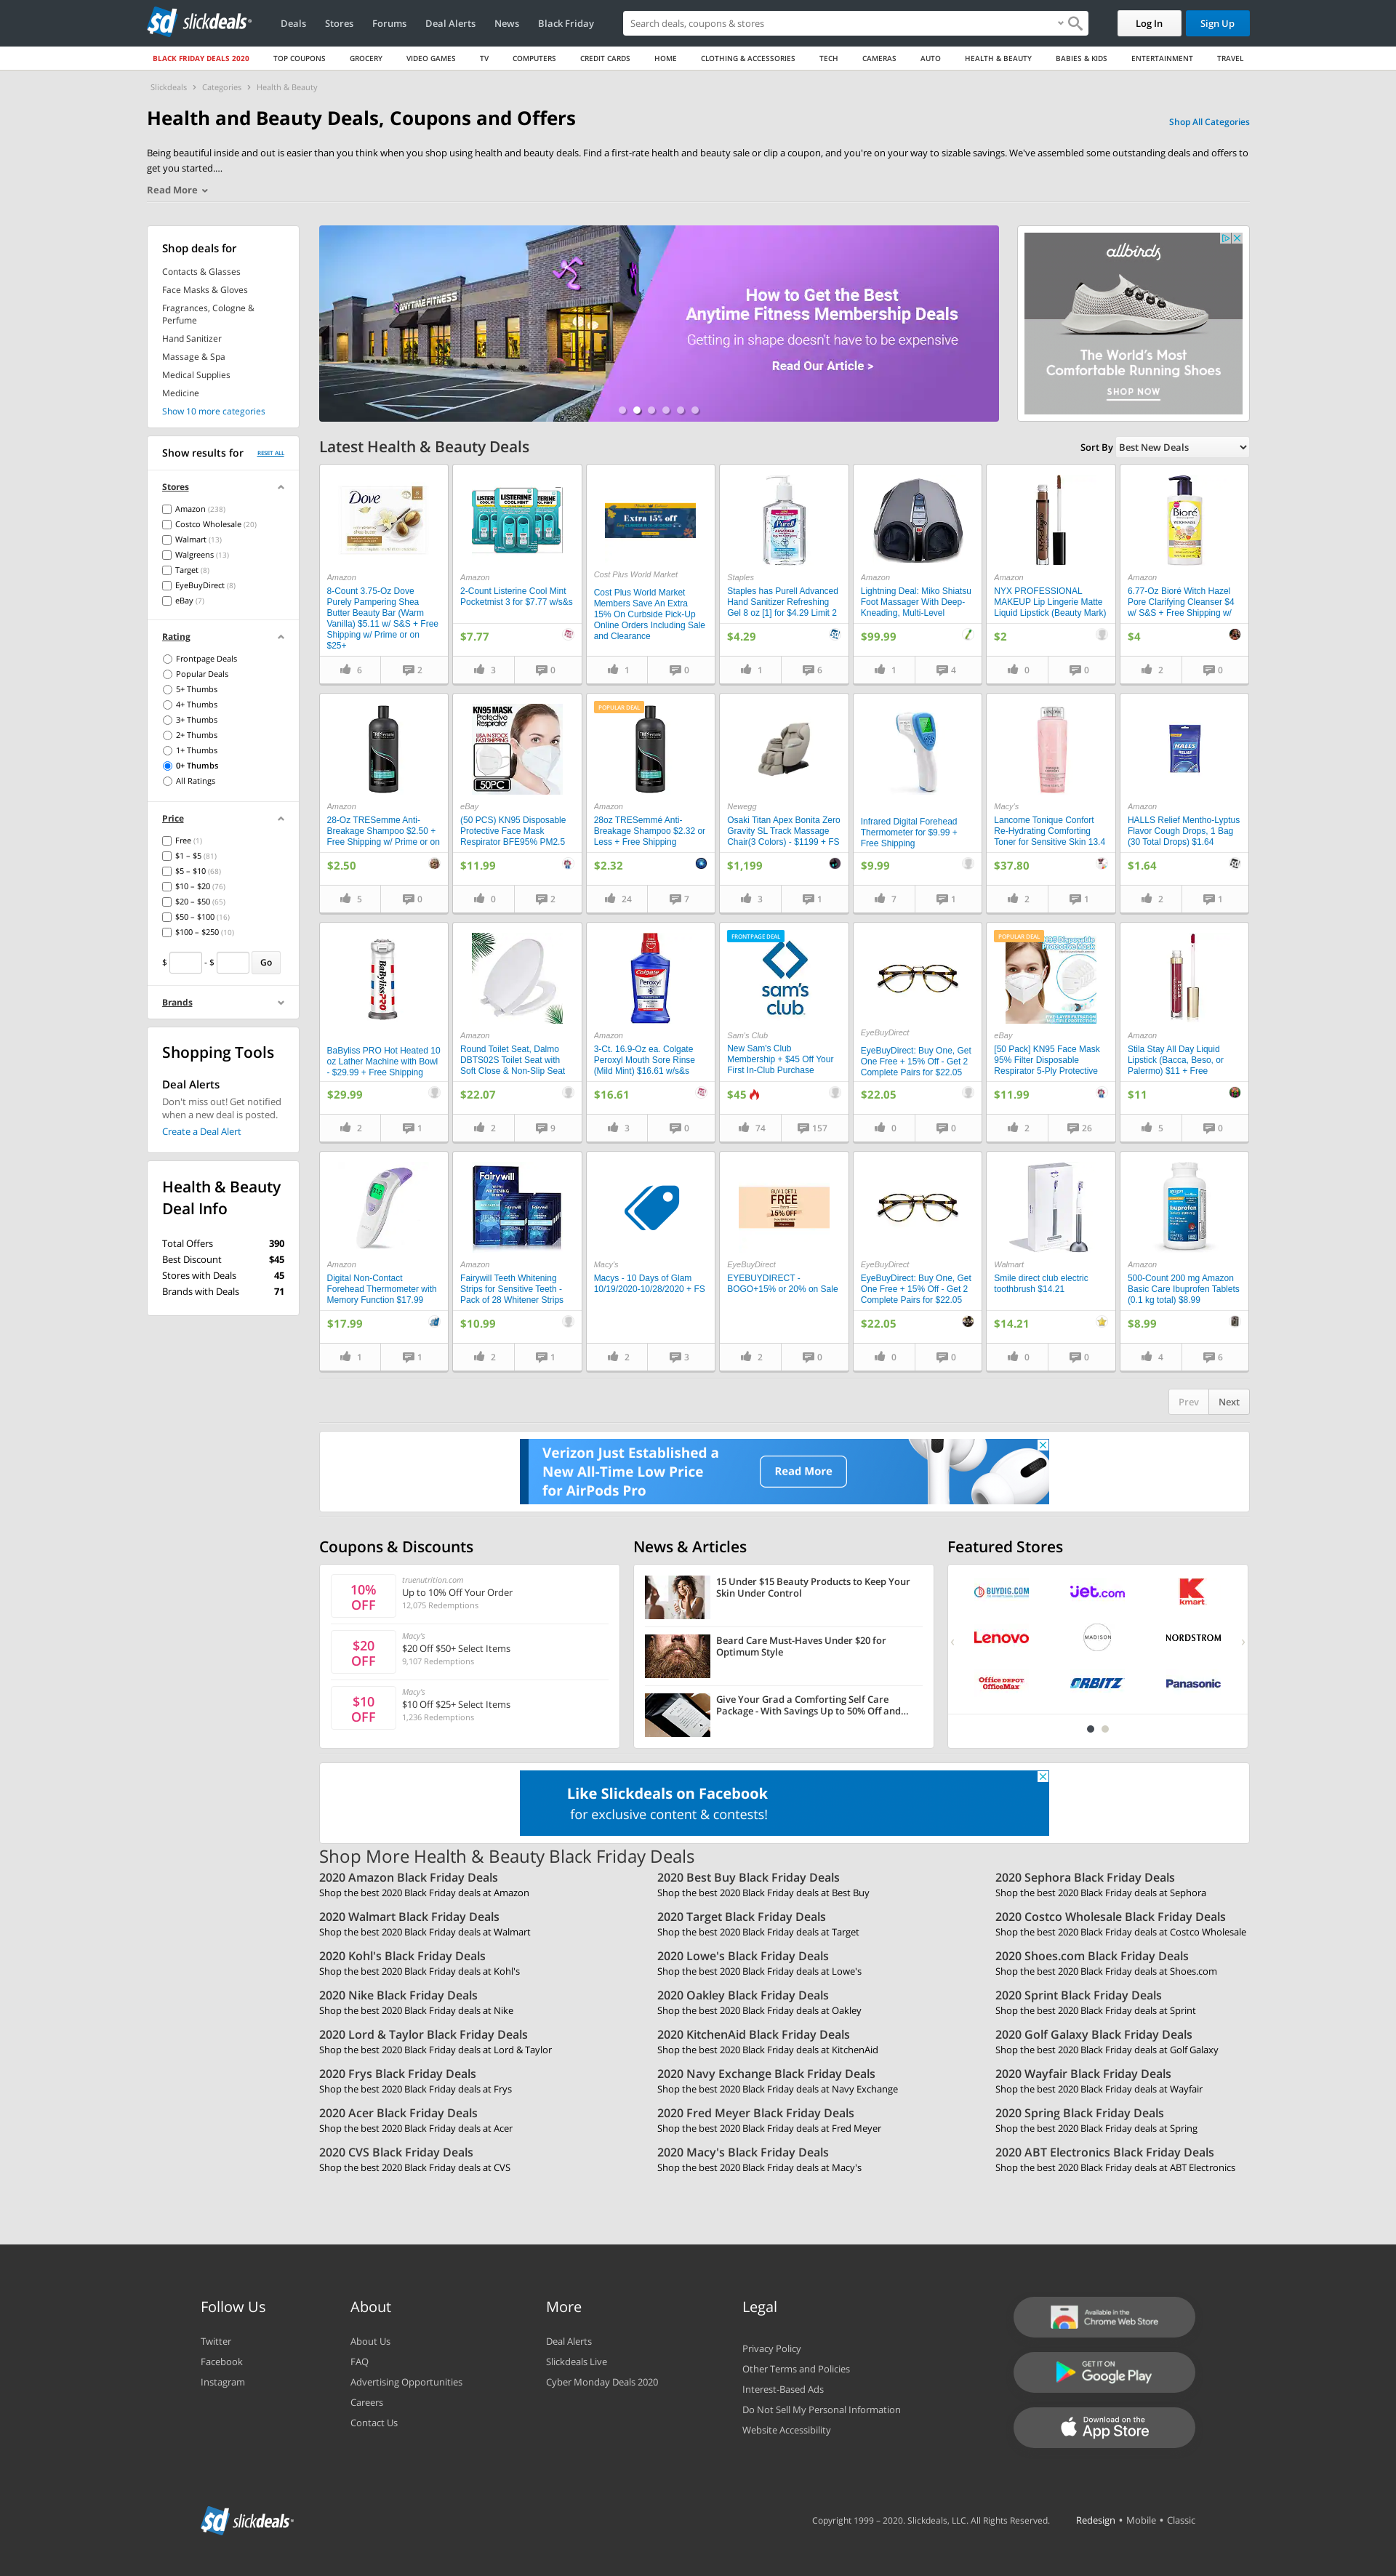 slickdeals
Deals
Stores
Forums
Deal Alerts
News
Black Friday
Search deals, coupons & stores
Log In
Sign Up
BLACK FRIDAY DEALS 2020
TOP COUPONS
GROCERY
VIDEO GAMES
TV
COMPUTERS
CREDIT CARDS
HOME
CLOTHING & ACCESSORIES
TECH
CAMERAS
AUTO
HEALTH & BEAUTY
BABIES & KIDS
ENTERTAINMENT
TRAVEL
Slickdeals › Categories › Health & Beauty
Health and Beauty Deals, Coupons and Offers
Shop All Categories
Being beautiful inside and out is easier than you think when you shop using health and beauty deals. Find a first-rate health and beauty sale or clip a coupon, and you're on your way to sizable savings. We've assembled some outstanding deals and offers to
get you started....
Read More
Shop deals for
Contacts & Glasses
Face Masks & Gloves
Fragrances, Cologne &
Perfume
Hand Sanitizer
Massage & Spa
Medical Supplies
Medicine
Show 10 more categories
Show results for
RESET ALL
Stores
Amazon (238)
Costco Wholesale (20)
Walmart (13)
Walgreens (13)
Target (8)
EyeBuyDirect (8)
eBay (7)
Rating
Frontpage Deals
Popular Deals
5+ Thumbs
4+ Thumbs
3+ Thumbs
2+ Thumbs
1+ Thumbs
0+ Thumbs
All Ratings
Price
Free (1)
$1 – $5 (81)
$5 – $10 (68)
$10 – $20 (76)
$20 – $50 (65)
$50 – $100 (16)
$100 – $250 (10)
$ - $ Go
Brands
Shopping Tools
Deal Alerts
Don't miss out! Get notified
when a new deal is posted.
Create a Deal Alert
Health & Beauty
Deal Info
Total Offers 390
Best Discount $45
Stores with Deals 45
Brands with Deals 71
ANYTIME FITNESS
How to Get the Best
Anytime Fitness Membership Deals
Getting in shape doesn't have to be expensive
Read Our Article >
allbirds
The World's Most
Comfortable Running Shoes
SHOP NOW
Latest Health & Beauty Deals
Sort By Best New Deals
Dove
Amazon
8-Count 3.75-Oz Dove
Purely Pampering Shea
Butter Beauty Bar (Warm
Vanilla) $5.11 w/ S&S + Free
Shipping w/ Prime or on
$25+
6 2
LISTERINE
COOL MINT
Amazon
2-Count Listerine Cool Mint
Pocketmist 3 for $7.77 w/s&s
$7.77
3 0
Extra 15% off
Cost Plus World Market
Cost Plus World Market
Members Save An Extra
15% On Curbside Pick-Up
Online Orders Including Sale
and Clearance
1 0
Purell
Staples
Staples has Purell Advanced
Hand Sanitizer Refreshing
Gel 8 oz [1] for $4.29 Limit 2
$4.29
1 6
Amazon
Lightning Deal: Miko Shiatsu
Foot Massager With Deep-
Kneading, Multi-Level
$99.99
1 4
Amazon
NYX PROFESSIONAL
MAKEUP Lip Lingerie Matte
Liquid Lipstick (Beauty Mark)
$2
0 0
Bioré
Amazon
6.77-Oz Bioré Witch Hazel
Pore Clarifying Cleanser $4
w/ S&S + Free Shipping w/
$4
2 0
Amazon
28-Oz TRESemme Anti-
Breakage Shampoo $2.50 +
Free Shipping w/ Prime or on
$2.50
5 0
KN95 MASK
Protective
Respirator
USA IN STOCK
FAST SHIPPING
50PC
eBay
(50 PCS) KN95 Disposable
Protective Face Mask
Respirator BFE95% PM2.5
$11.99
0 2
POPULAR DEAL
Amazon
28oz TRESemmé Anti-
Breakage Shampoo $2.32 or
Less + Free Shipping
$2.32
24 7
Newegg
Osaki Titan Apex Bonita Zero
Gravity SL Track Massage
Chair(3 Colors) - $1199 + FS
$1,199
3 1
Infrared Digital Forehead
Thermometer for $9.99 +
Free Shipping
$9.99
7 1
Macy's
Lancome Tonique Confort
Re-Hydrating Comforting
Toner for Sensitive Skin 13.4
$37.80
2 1
HALLS
RELIEF
Amazon
HALLS Relief Mentho-Lyptus
Flavor Cough Drops, 1 Bag
(30 Total Drops) $1.64
$1.64
2 1
BaBylissPRO
BaByliss PRO Hot Heated 10
oz Lather Machine with Bowl
- $29.99 + Free Shipping
$29.99
2 1
Amazon
Round Toilet Seat, Dalmo
DBTS02S Toilet Seat with
Soft Close & Non-Slip Seat
$22.07
2 9
Colgate
Peroxyl
Amazon
3-Ct. 16.9-Oz ea. Colgate
Peroxyl Mouth Sore Rinse
(Mild Mint) $16.61 w/s&s
$16.61
3 0
FRONTPAGE DEAL
sam's
club
Sam's Club
New Sam's Club
Membership + $45 Off Your
First In-Club Purchase
$45
74 157
EyeBuyDirect
EyeBuyDirect: Buy One, Get
One Free + 15% Off - Get 2
Complete Pairs for $22.05
$22.05
0 0
POPULAR DEAL
eBay
[50 Pack] KN95 Face Mask
95% Filter Disposable
Respirator 5-Ply Protective
$11.99
2 26
Amazon
Stila Stay All Day Liquid
Lipstick (Bacca, Beso, or
Palermo) $11 + Free
$11
5 0
Amazon
Digital Non-Contact
Forehead Thermometer with
Memory Function $17.99
$17.99
1 1
Fairywill
Amazon
Fairywill Teeth Whitening
Strips for Sensitive Teeth -
Pack of 28 Whitener Strips
$10.99
2 1
Macy's
Macys - 10 Days of Glam
10/19/2020-10/28/2020 + FS
2 3
BUY 1 GET 1
FREE
15% OFF
EyeBuyDirect
EYEBUYDIRECT -
BOGO+15% or 20% on Sale
2 0
EyeBuyDirect
EyeBuyDirect: Buy One, Get
One Free + 15% Off - Get 2
Complete Pairs for $22.05
$22.05
0 0
Walmart
Smile direct club electric
toothbrush $14.21
$14.21
0 0
Ibuprofen
Amazon
500-Count 200 mg Amazon
Basic Care Ibuprofen Tablets
(0.1 kg total) $8.99
$8.99
4 6
Prev Next
Verizon Just Established a
New All-Time Low Price
for AirPods Pro
Read More
Coupons & Discounts
10%
OFF
truenutrition.com
Up to 10% Off Your Order
12,075 Redemptions
$20
OFF
Macy's
$20 Off $50+ Select Items
9,107 Redemptions
$10
OFF
Macy's
$10 Off $25+ Select Items
1,236 Redemptions
News & Articles
15 Under $15 Beauty Products to Keep Your
Skin Under Control
Beard Care Must-Haves Under $20 for
Optimum Style
Give Your Grad a Comforting Self Care
Package - With Savings Up to 50% Off and...
Featured Stores
BUYDIG.COM
jet.com
kmart
Lenovo
MADISON
NORDSTROM
Office DEPOT
OfficeMax
ORBITZ
Panasonic
Like Slickdeals on Facebook
for exclusive content & contests!
Shop More Health & Beauty Black Friday Deals
2020 Amazon Black Friday Deals
Shop the best 2020 Black Friday deals at Amazon
2020 Best Buy Black Friday Deals
Shop the best 2020 Black Friday deals at Best Buy
2020 Sephora Black Friday Deals
Shop the best 2020 Black Friday deals at Sephora
2020 Walmart Black Friday Deals
Shop the best 2020 Black Friday deals at Walmart
2020 Target Black Friday Deals
Shop the best 2020 Black Friday deals at Target
2020 Costco Wholesale Black Friday Deals
Shop the best 2020 Black Friday deals at Costco Wholesale
2020 Kohl's Black Friday Deals
Shop the best 2020 Black Friday deals at Kohl's
2020 Lowe's Black Friday Deals
Shop the best 2020 Black Friday deals at Lowe's
2020 Shoes.com Black Friday Deals
Shop the best 2020 Black Friday deals at Shoes.com
2020 Nike Black Friday Deals
Shop the best 2020 Black Friday deals at Nike
2020 Oakley Black Friday Deals
Shop the best 2020 Black Friday deals at Oakley
2020 Sprint Black Friday Deals
Shop the best 2020 Black Friday deals at Sprint
2020 Lord & Taylor Black Friday Deals
Shop the best 2020 Black Friday deals at Lord & Taylor
2020 KitchenAid Black Friday Deals
Shop the best 2020 Black Friday deals at KitchenAid
2020 Golf Galaxy Black Friday Deals
Shop the best 2020 Black Friday deals at Golf Galaxy
2020 Frys Black Friday Deals
Shop the best 2020 Black Friday deals at Frys
2020 Navy Exchange Black Friday Deals
Shop the best 2020 Black Friday deals at Navy Exchange
2020 Wayfair Black Friday Deals
Shop the best 2020 Black Friday deals at Wayfair
2020 Acer Black Friday Deals
Shop the best 2020 Black Friday deals at Acer
2020 Fred Meyer Black Friday Deals
Shop the best 2020 Black Friday deals at Fred Meyer
2020 Spring Black Friday Deals
Shop the best 2020 Black Friday deals at Spring
2020 CVS Black Friday Deals
Shop the best 2020 Black Friday deals at CVS
2020 Macy's Black Friday Deals
Shop the best 2020 Black Friday deals at Macy's
2020 ABT Electronics Black Friday Deals
Shop the best 2020 Black Friday deals at ABT Electronics
Follow Us
Twitter
Facebook
Instagram
About
About Us
FAQ
Advertising Opportunities
Careers
Contact Us
More
Deal Alerts
Slickdeals Live
Cyber Monday Deals 2020
Legal
Privacy Policy
Other Terms and Policies
Interest-Based Ads
Do Not Sell My Personal Information
Website Accessibility
Available in the
Chrome Web Store
GET IT ON
Google Play
Download on the
App Store
slickdeals
Copyright 1999 – 2020. Slickdeals, LLC. All Rights Reserved.
Redesign • Mobile • Classic